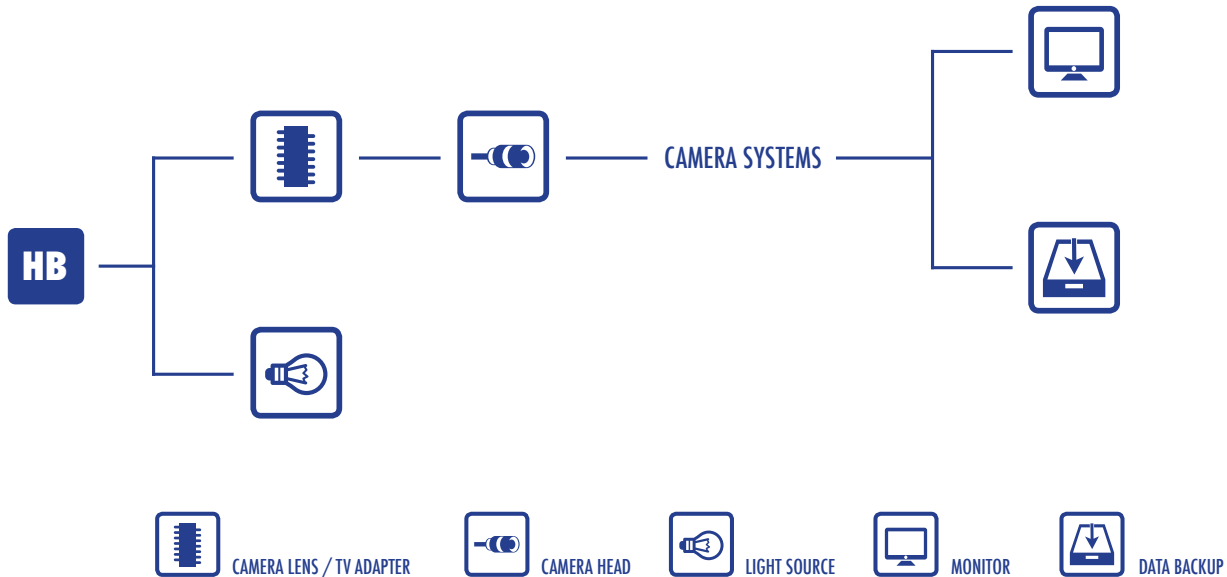 CAMERA SYSTEMS
HB
CAMERA LENS / TV ADAPTER
CAMERA HEAD
LIGHT SOURCE
MONITOR
DATA BACKUP